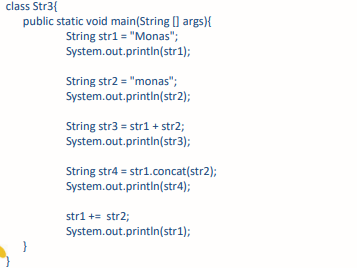 class Str3{
public static void main(String [] args){
String str1 = "Monas";
System.out.println(str1);
String str2 = "monas";
System.out.println(str2);
String str3 = str1 + str2;
System.out.println(str3);
String str4 = str1.concat(str2);
System.out.println(str4);
str1 += str2;
System.out.println(str1);
}
}